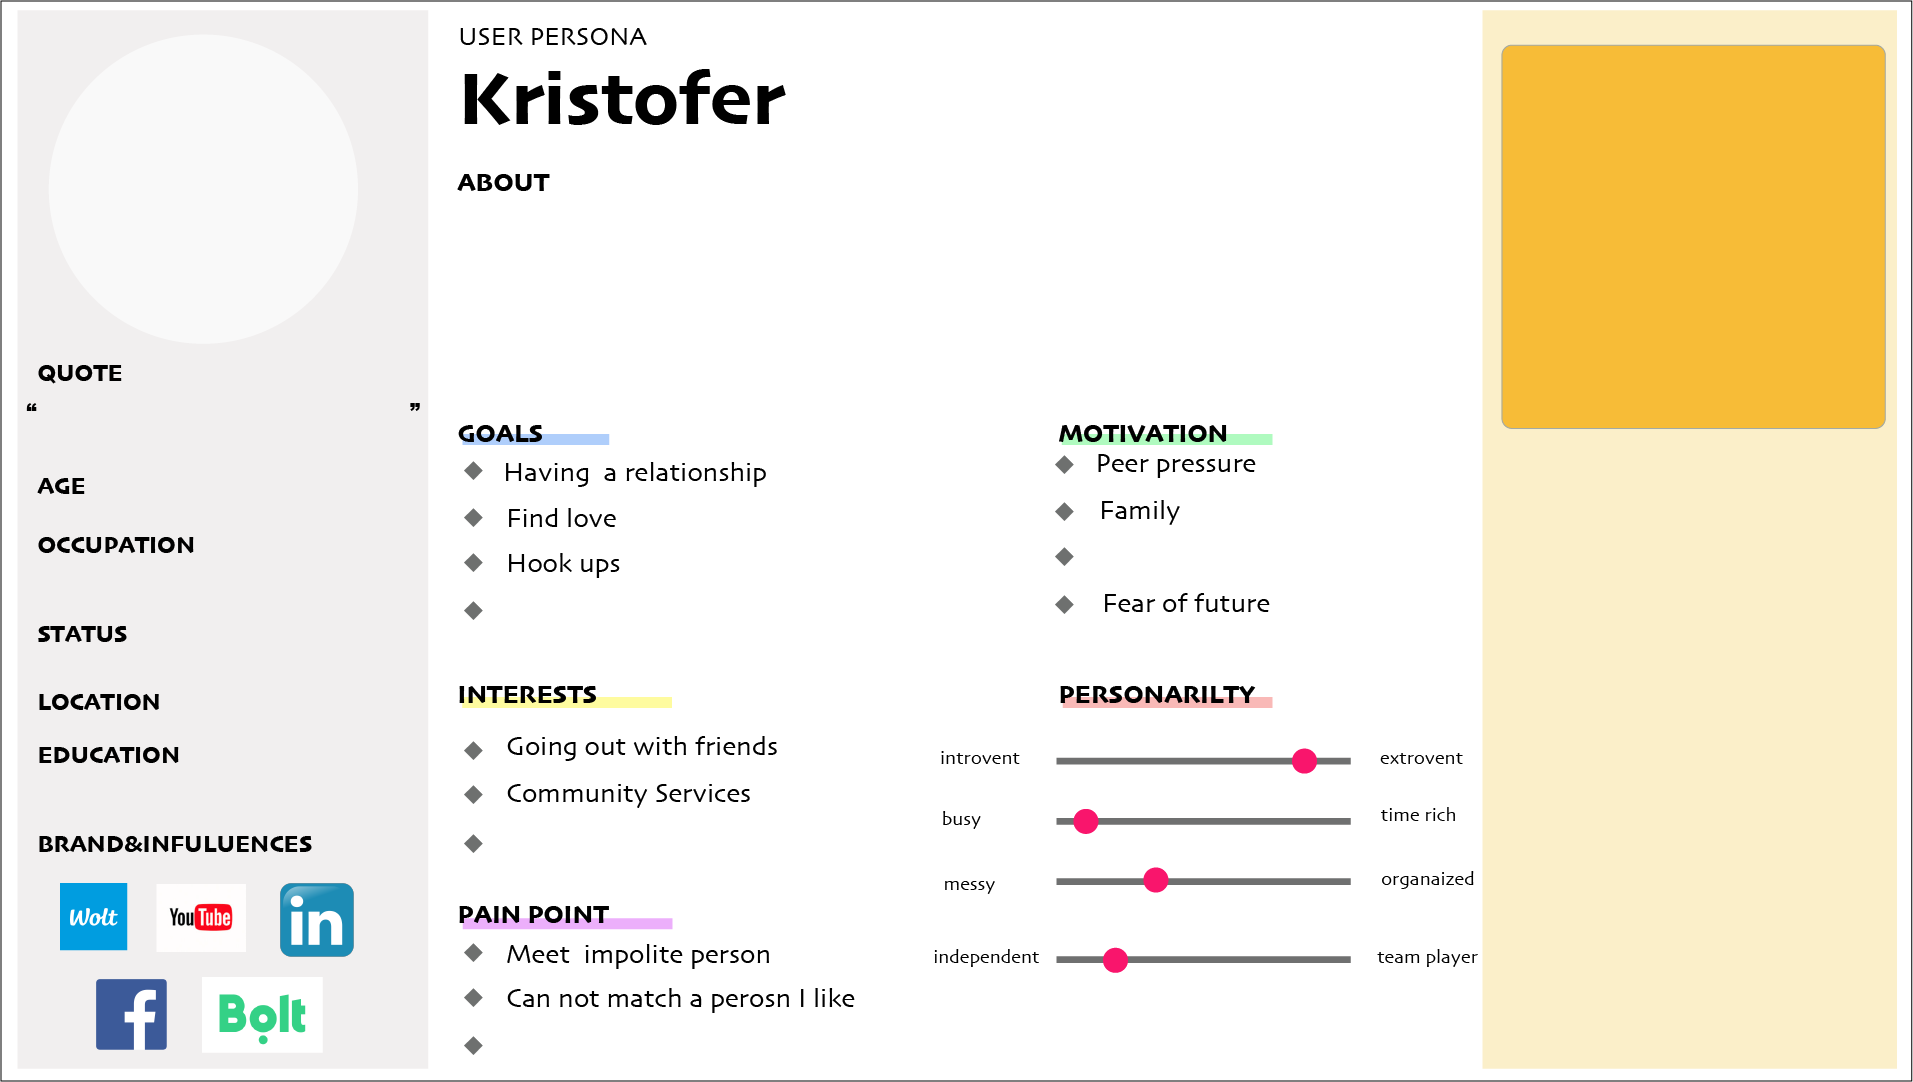 USER PERSONA
Kristofer
ABOUT
QUOTE
“ ”
AGE
OCCUPATION
STATUS
LOCATION
EDUCATION
BRAND&INFULUENCES
Wolt
YouTube
in
f
Bolt
GOALS
Having a relationship
Find love
Hook ups
MOTIVATION
Peer pressure
Family
Fear of future
INTERESTS
Going out with friends
Community Services
PERSONARILTY
introvent extrovent
busy time rich
messy organaized
independent team player
PAIN POINT
Meet impolite person
Can not match a perosn I like